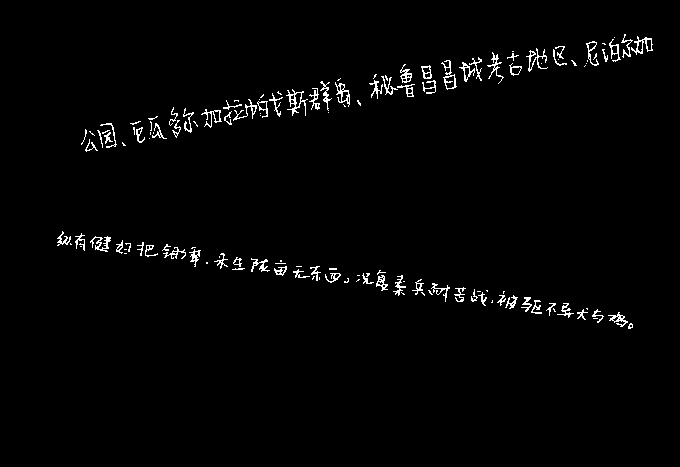 公园、厄瓜多尔加拉帕戈斯群岛、秘鲁昌昌城考古地区、尼泊尔加
纵有健妇把锄犁,禾生陇亩无东西。况复秦兵耐苦战,被驱不异犬与鸡。